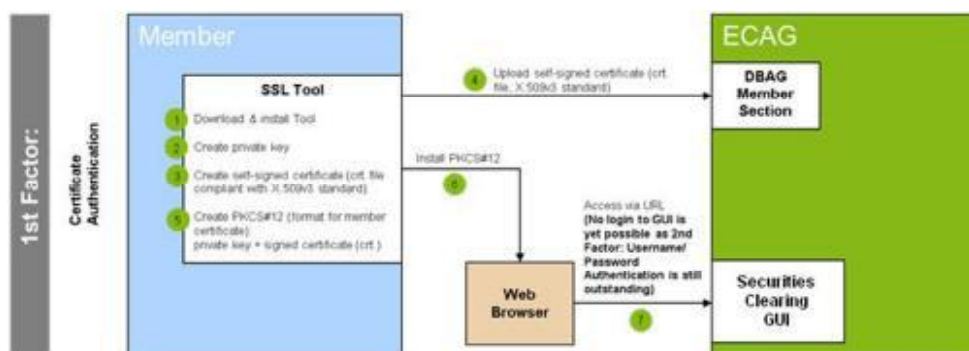 1st Factor:
Certificate
Authentication
Member
SSL Tool
1 Download & install Tool
2 Create private key
3 Create self-signed certificate (crt. file
compliant with X.509v3 standard)
5 Create PKCS#12 (format for member
certificate)
private key + signed certificate (crt.)
4 Upload self-signed certificate (crt.
file, X.509v3 standard)
Install PKCS#12
6
Web
Browser
Access via URL
(No login to GUI is
yet possible as 2nd
Factor: Username/
Password
Authentication is still
outstanding)
7
ECAG
DBAG
Member
Section
Securities
Clearing
GUI